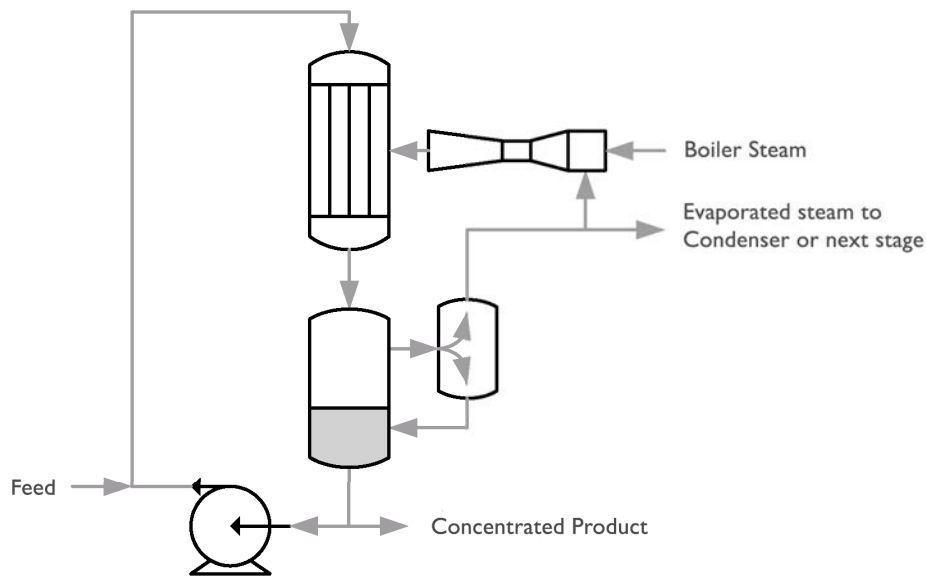 Boiler Steam
Evaporated steam to
Condenser or next stage
Feed
Concentrated Product